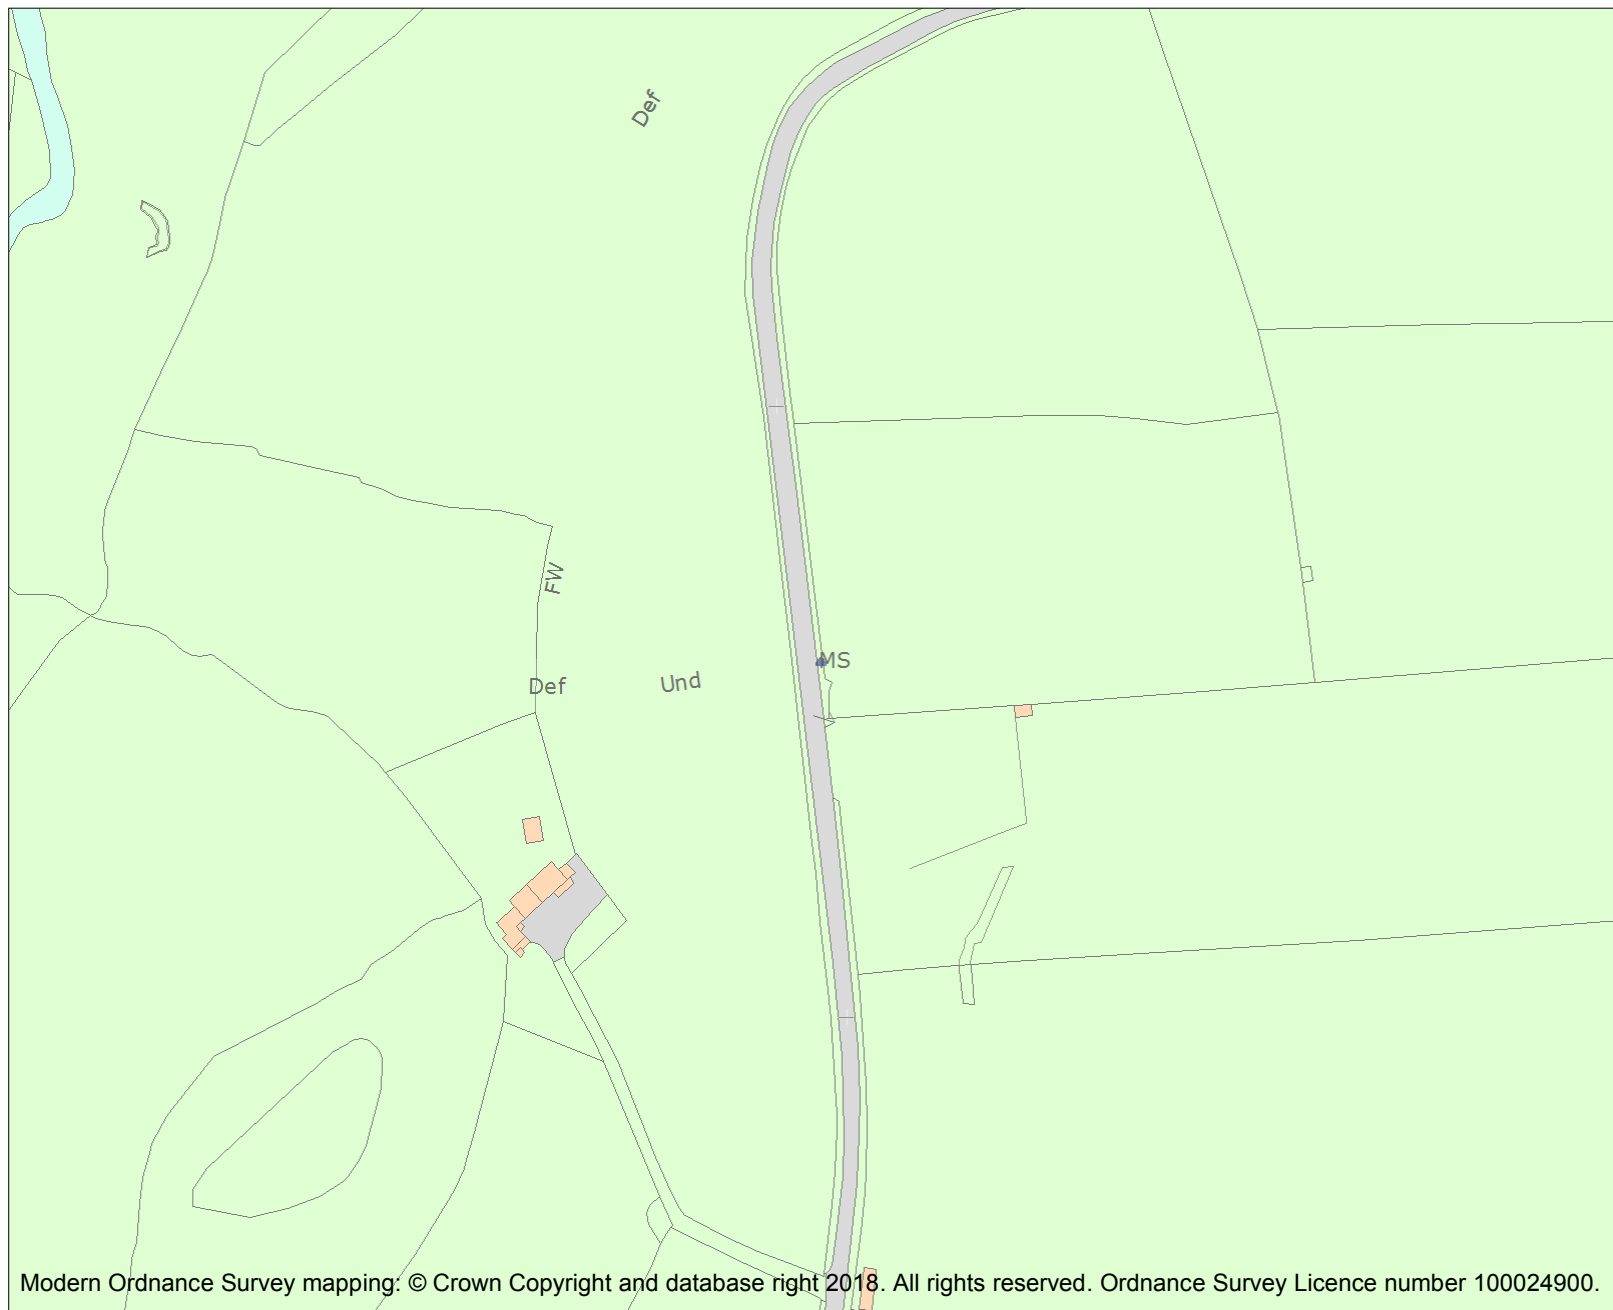 Def
FW
MS
Def
Und
Modern Ordnance Survey mapping: © Crown Copyright and database right 2018. All rights reserved. Ordnance Survey Licence number 100024900.